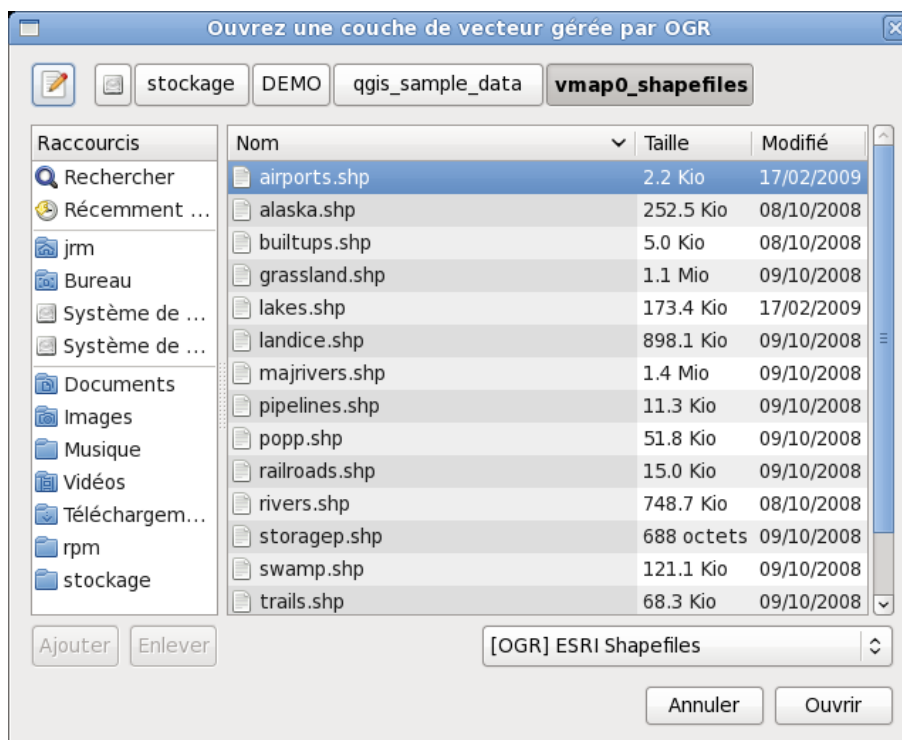 Ouvrez une couche de vecteur gérée par OGR
stockage DEMO qgis_sample_data vmap0_shapefiles
Raccourcis Nom Taille Modifié
Rechercher airports.shp 2.2 Kio 17/02/2009
Récemment ... alaska.shp 252.5 Kio 08/10/2008
jrm builtups.shp 5.0 Kio 08/10/2008
Bureau grassland.shp 1.1 Mio 09/10/2008
Système de ... lakes.shp 173.4 Kio 17/02/2009
Système de ... landice.shp 898.1 Kio 09/10/2008
Documents majrivers.shp 1.4 Mio 09/10/2008
Images pipelines.shp 11.3 Kio 09/10/2008
Musique popp.shp 51.8 Kio 09/10/2008
Vidéos railroads.shp 15.0 Kio 09/10/2008
Téléchargem... rivers.shp 748.7 Kio 08/10/2008
rpm storagep.shp 688 octets 09/10/2008
stockage swamp.shp 121.1 Kio 09/10/2008
trails.shp 68.3 Kio 09/10/2008
Ajouter Enlever [OGR] ESRI Shapefiles
Annuler Ouvrir